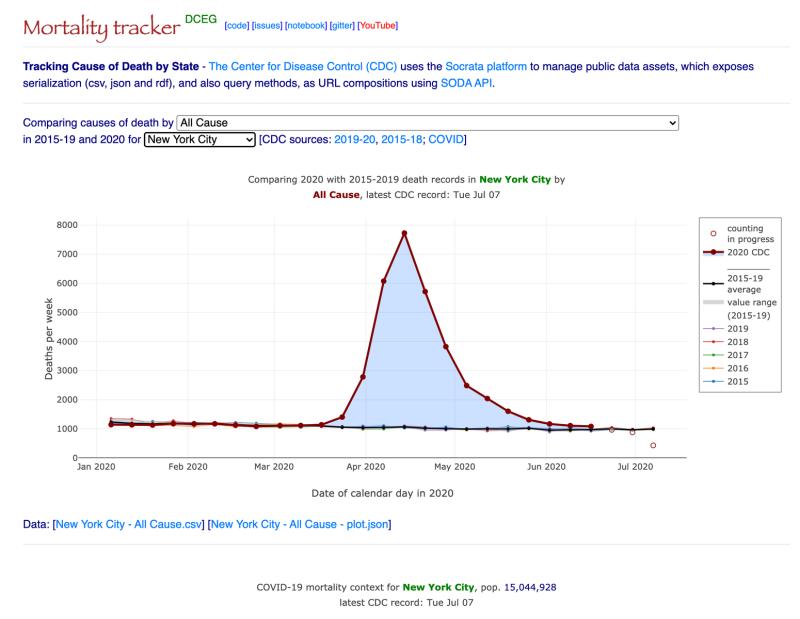 Mortality tracker DCEG [code] [issues] [notebook] [gitter] [YouTube]
Tracking Cause of Death by State - The Center for Disease Control (CDC) uses the Socrata platform to manage public data assets, which exposes
serialization (csv, json and rdf), and also query methods, as URL compositions using SODA API.
Comparing causes of death by All Cause
in 2015-19 and 2020 for New York City [CDC sources: 2019-20, 2015-18; COVID]
Comparing 2020 with 2015-2019 death records in New York City by
All Cause, latest CDC record: Tue Jul 07
Deaths per week
8000
7000
6000
5000
4000
3000
2000
1000
0
Jan 2020 Feb 2020 Mar 2020 Apr 2020 May 2020 Jun 2020 Jul 2020
Date of calendar day in 2020
counting
in progress
2020 CDC
2015-19
average
value range
(2015-19)
2019
2018
2017
2016
2015
Data: [New York City - All Cause.csv] [New York City - All Cause - plot.json]
COVID-19 mortality context for New York City, pop. 15,044,928
latest CDC record: Tue Jul 07